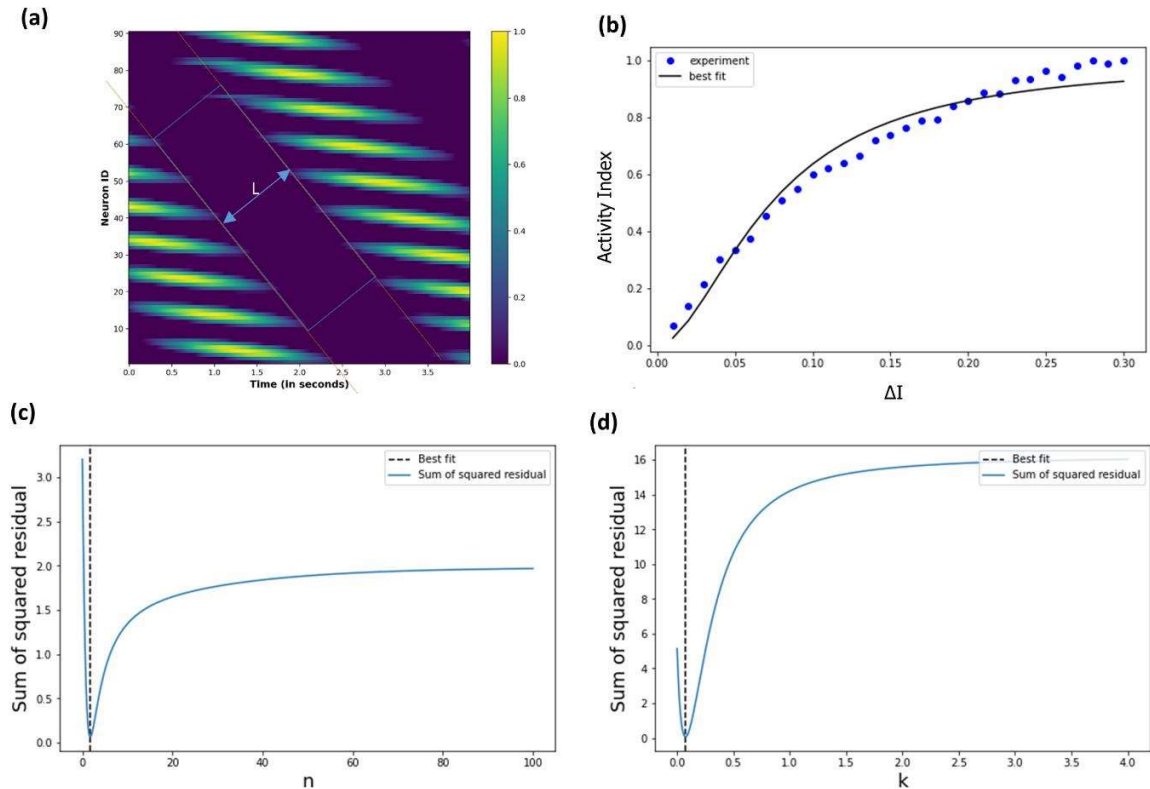 (a)
90
80
70
60
50
40
30
20
10
Neuron ID
L
0.0 0.5 1.0 1.5 2.0 2.5 3.0 3.5
Time (in seconds)
1.0
0.8
0.6
0.4
0.2
0.0
(b)
experiment
best fit
1.0
0.8
0.6
0.4
0.2
0.0
Activity Index
0.00 0.05 0.10 0.15 0.20 0.25 0.30
ΔI
(c)
Best fit
Sum of squared residual
3.0
2.5
2.0
1.5
1.0
0.5
0.0
Sum of squared residual
0 20 40 60 80 100
n
(d)
Best fit
Sum of squared residual
16
14
12
10
8
6
4
2
0
Sum of squared residual
0.0 0.5 1.0 1.5 2.0 2.5 3.0 3.5 4.0
k